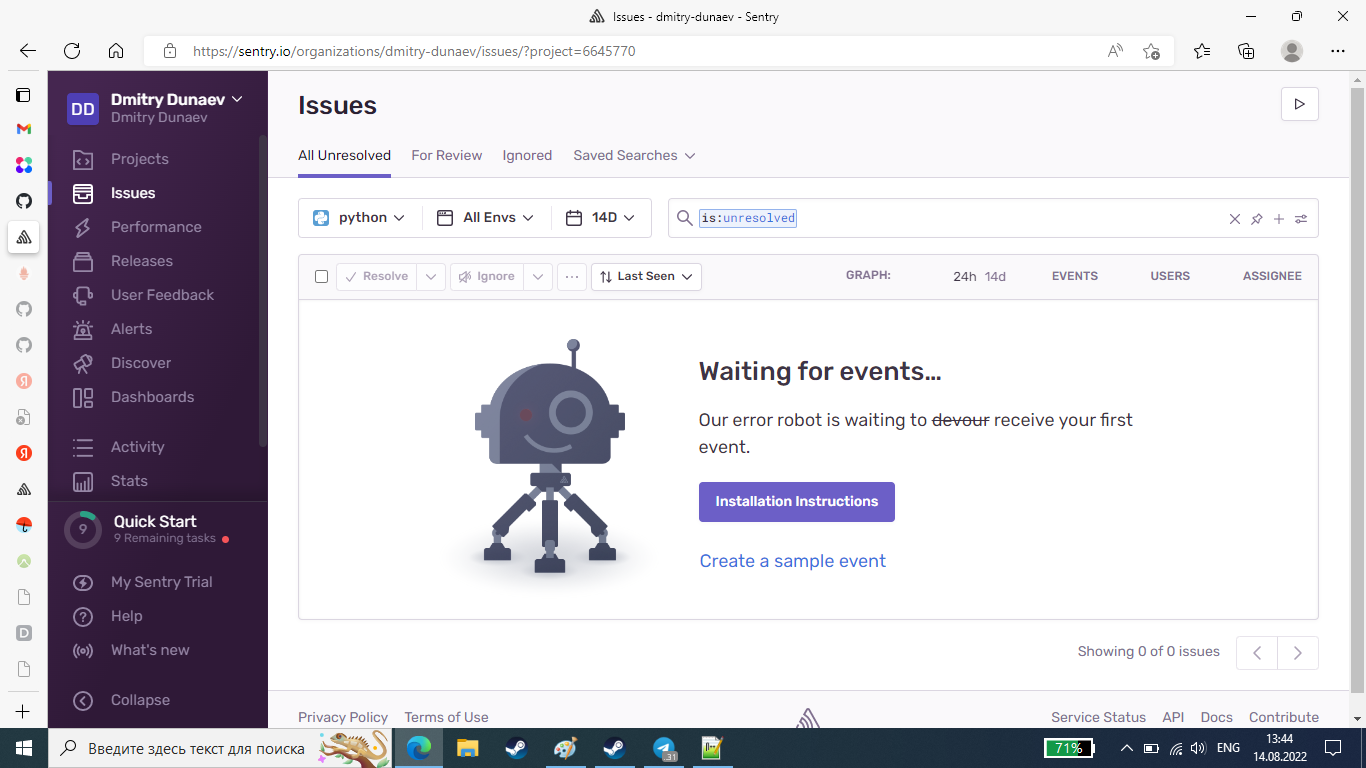 Issues - dmitry-dunaev - Sentry
https://sentry.io/organizations/dmitry-dunaev/issues/?project=6645770
DD
Dmitry Dunaev
Dmitry Dunaev
Projects
Issues
Performance
Releases
User Feedback
Alerts
Discover
Dashboards
Activity
Stats
9
Quick Start
9 Remaining tasks
My Sentry Trial
Help
What's new
Collapse
Issues
All Unresolved For Review Ignored Saved Searches
python All Envs 14D is:unresolved
Resolve Ignore ... Last Seen GRAPH: 24h 14d EVENTS USERS ASSIGNEE
Waiting for events…
Our error robot is waiting to devour receive your first
event.
Installation Instructions
Create a sample event
Showing 0 of 0 issues
Privacy Policy Terms of Use Service Status API Docs Contribute
Введите здесь текст для поиска
.31
71%
ENG
13:44
14.08.2022